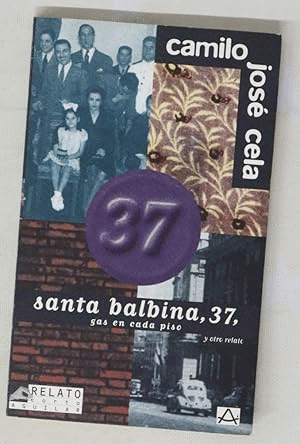 camilo
josé cela
37
santa balbina, 37,
gas en cada piso
y otro relato
RELATO
corto
AGUILAR
A